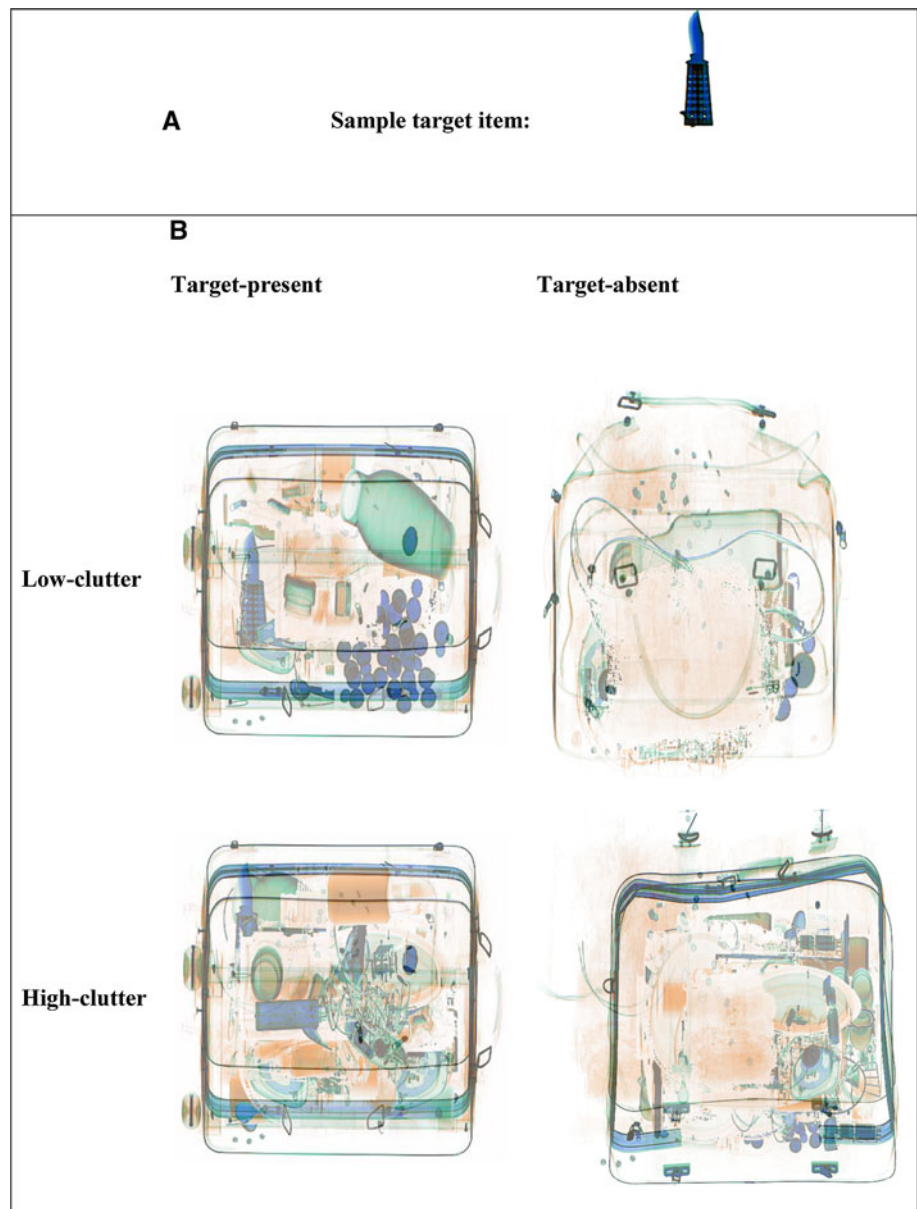 A
Sample target item:
B
Target-present Target-absent
Low-clutter
High-clutter